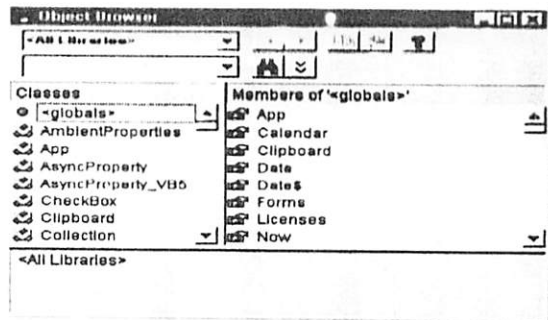 Object Browser
<All Libraries>
Classes
<globals>
AmbientProperties
App
AsyncProperty
AsyncProperty_VB5
CheckBox
Clipboard
Collection
Members of '<globals>'
App
Calendar
Clipboard
Date
Date$
Forms
Licenses
Now
<All Libraries>